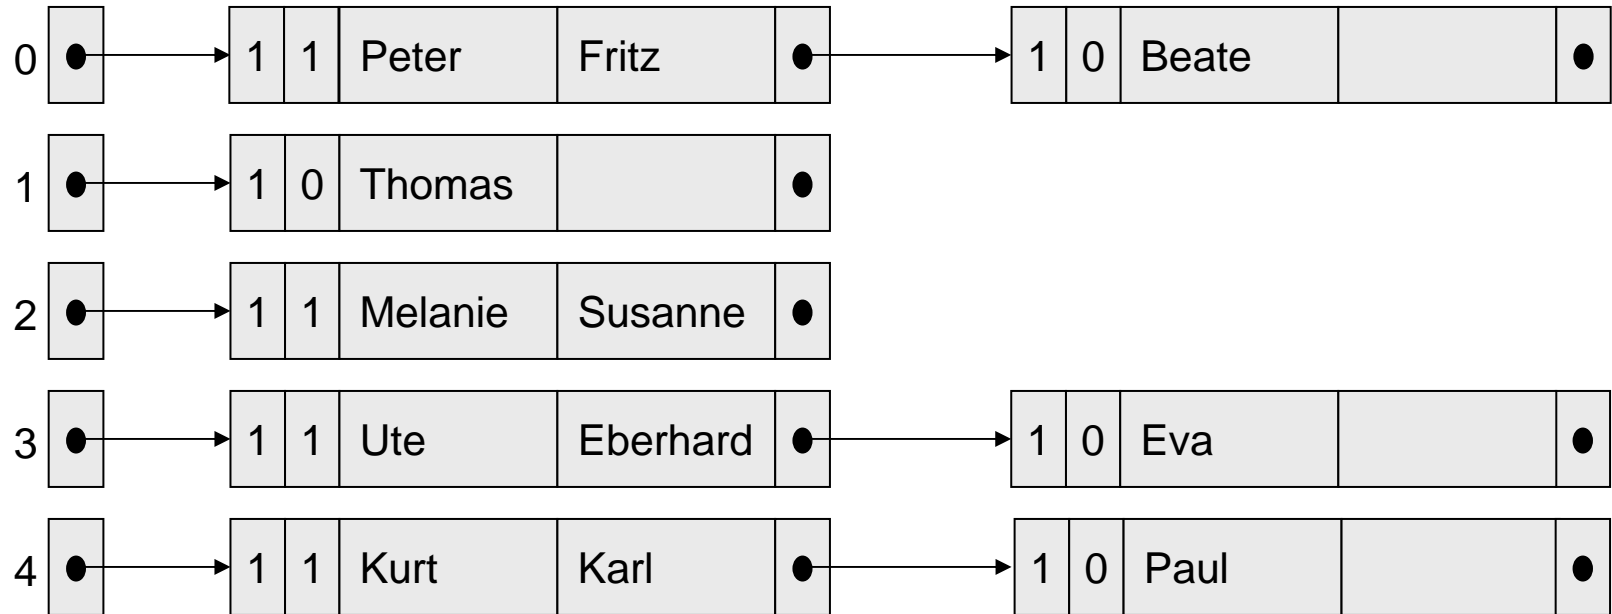 0 1 1 Peter Fritz 1 0 Beate
1 1 0 Thomas
2 1 1 Melanie Susanne
3 1 1 Ute Eberhard 1 0 Eva
4 1 1 Kurt Karl 1 0 Paul